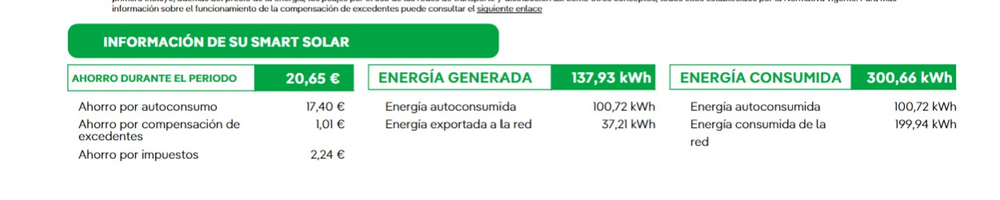 información sobre el funcionamiento de la compensación de excedentes puede consultar el siguiente enlace
INFORMACIÓN DE SU SMART SOLAR
AHORRO DURANTE EL PERIODO 20,65 €
Ahorro por autoconsumo 17,40 €
Ahorro por compensación de 1,01 €
excedentes
Ahorro por impuestos 2,24 €
ENERGÍA GENERADA 137,93 kWh
Energía autoconsumida 100,72 kWh
Energía exportada a la red 37,21 kWh
ENERGÍA CONSUMIDA 300,66 kWh
Energía autoconsumida 100,72 kWh
Energía consumida de la 199,94 kWh
red